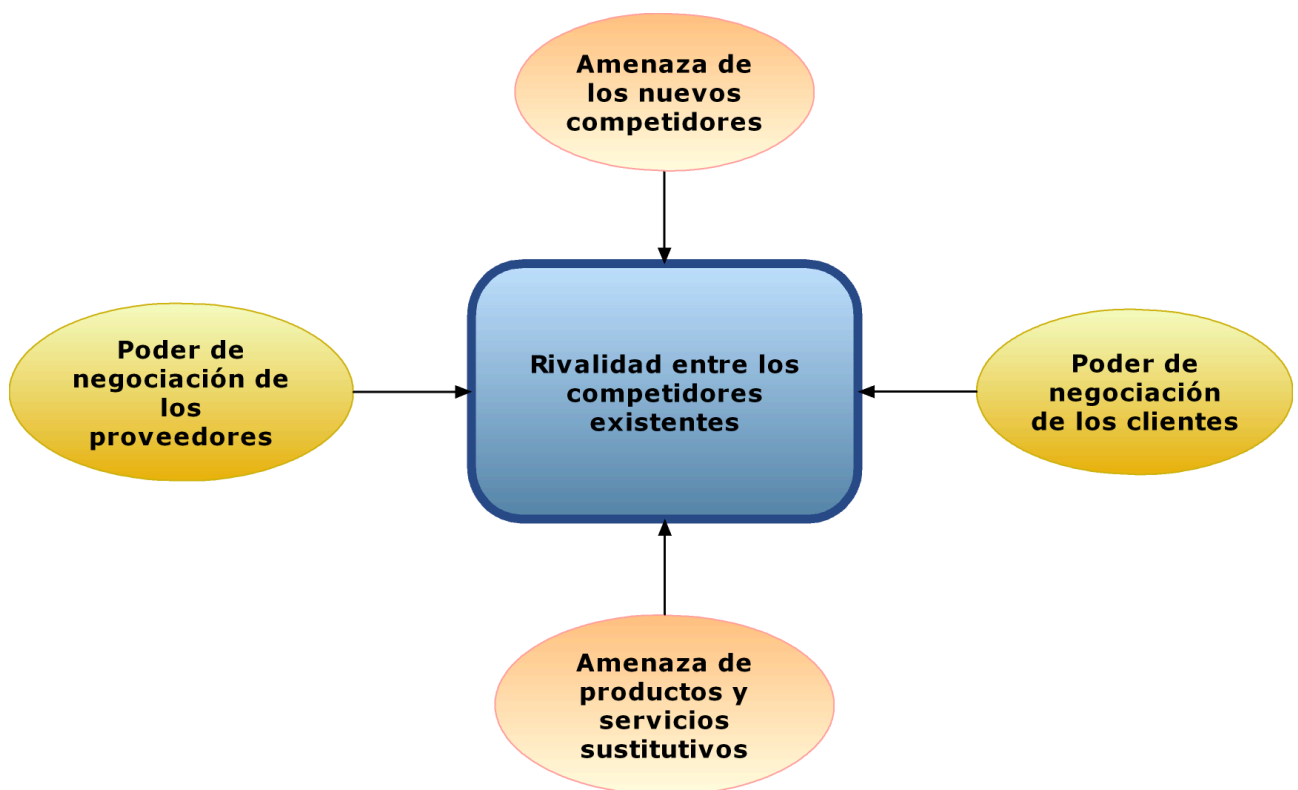 Amenaza de
los nuevos
competidores
Poder de
negociación de
los
proveedores
Rivalidad entre los
competidores
existentes
Poder de
negociación
de los clientes
Amenaza de
productos y
servicios
sustitutivos